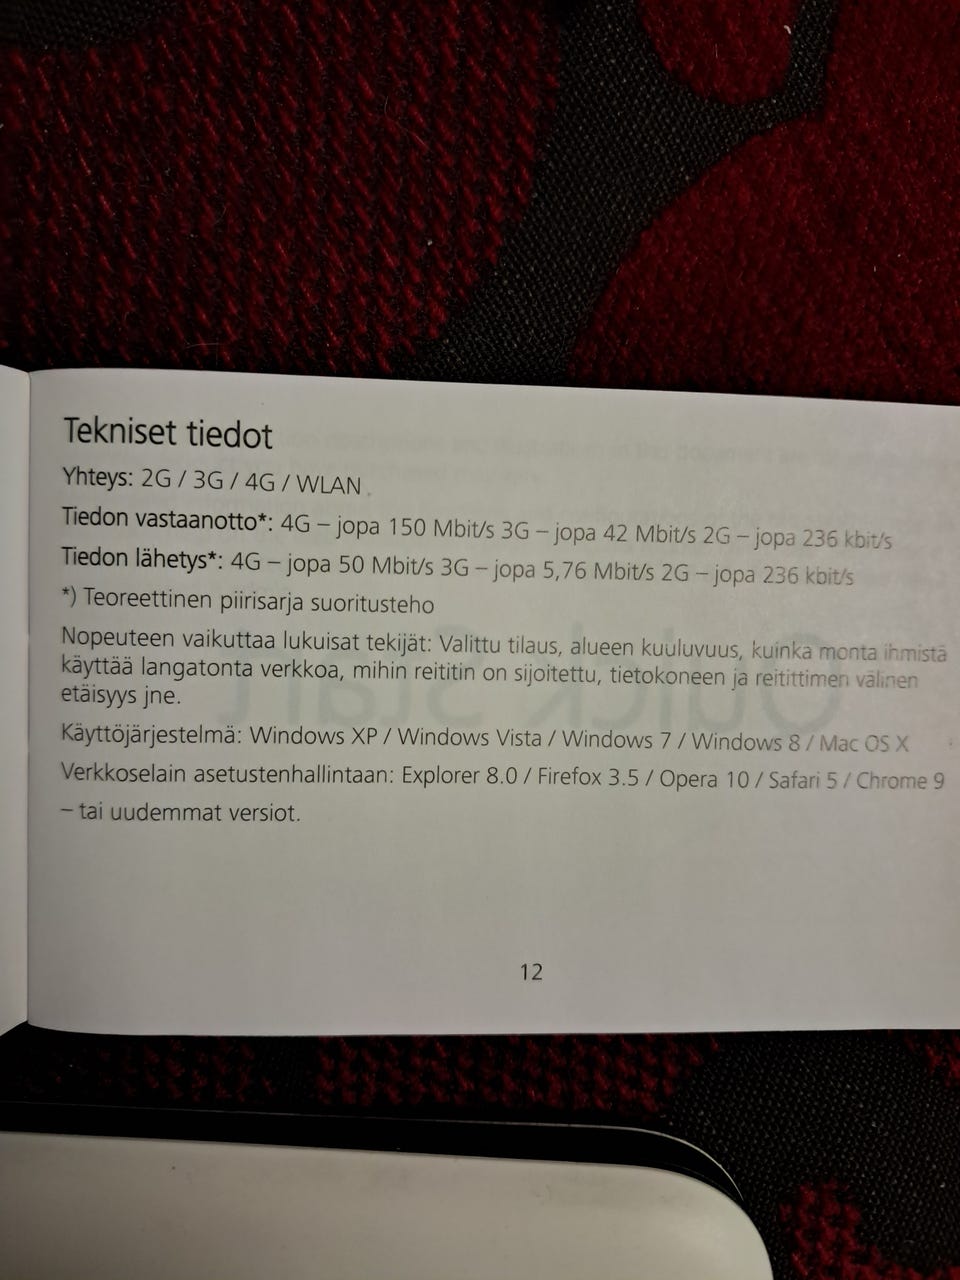 Tekniset tiedot
Yhteys: 2G / 3G / 4G / WLAN
Tiedon vastaanotto*: 4G – jopa 150 Mbit/s 3G – jopa 42 Mbit/s 2G – jopa 236 kbit/s
Tiedon lähetys*: 4G – jopa 50 Mbit/s 3G – jopa 5,76 Mbit/s 2G – jopa 236 kbit/s
*) Teoreettinen piirisarja suoritusteho
Nopeuteen vaikuttaa lukuisat tekijät: Valittu tilaus, alueen kuuluvuus, kuinka monta ihmistä
käyttää langatonta verkkoa, mihin reititin on sijoitettu, tietokoneen ja reitittimen välinen
etäisyys jne.
Käyttöjärjestelmä: Windows XP / Windows Vista / Windows 7 / Windows 8 / Mac OS X
Verkkoselain asetustenhallintaan: Explorer 8.0 / Firefox 3.5 / Opera 10 / Safari 5 / Chrome 9
– tai uudemmat versiot.
Quick Start
12